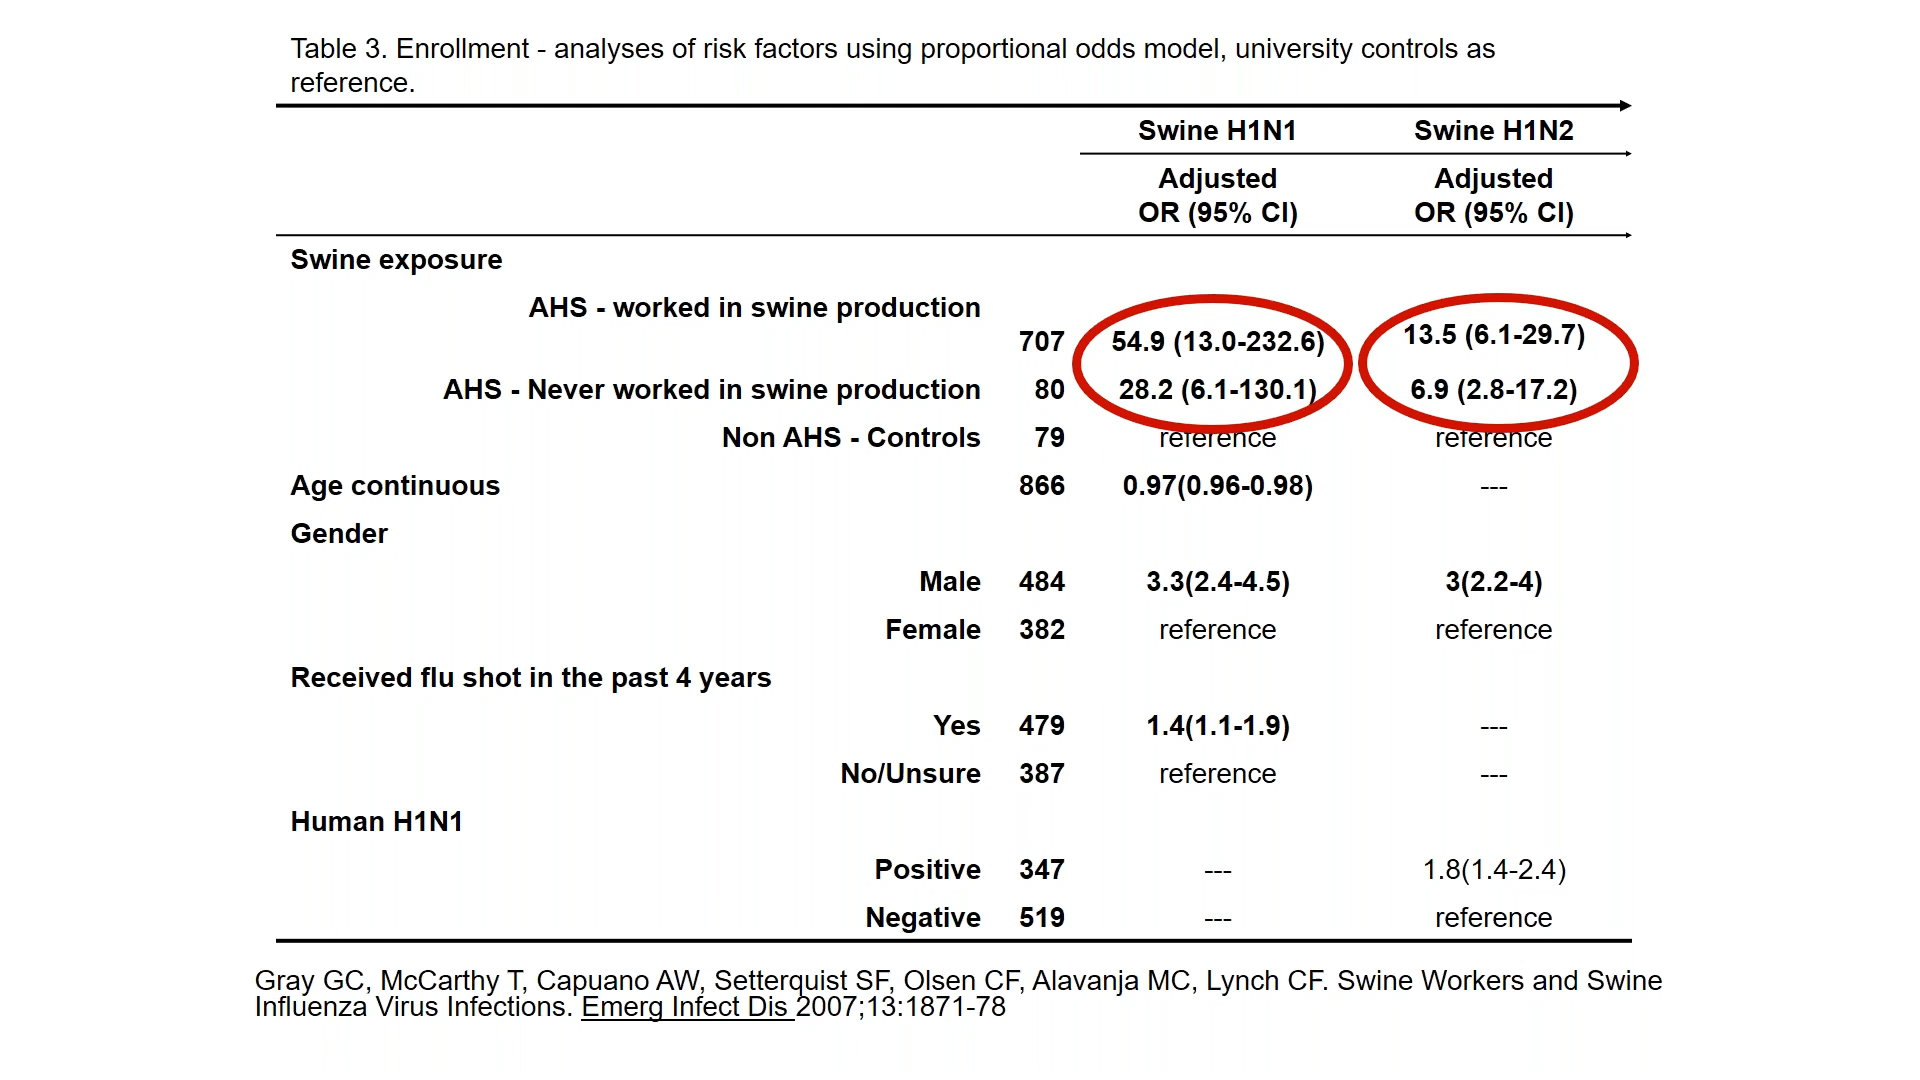 Table 3. Enrollment - analyses of risk factors using proportional odds model, university controls as
reference.
Swine H1N1 Swine H1N2
Adjusted Adjusted
OR (95% CI) OR (95% CI)
Swine exposure
AHS - worked in swine production
707 54.9 (13.0-232.6) 13.5 (6.1-29.7)
AHS - Never worked in swine production 80 28.2 (6.1-130.1) 6.9 (2.8-17.2)
Non AHS - Controls 79 reference reference
Age continuous 866 0.97(0.96-0.98) ---
Gender
Male 484 3.3(2.4-4.5) 3(2.2-4)
Female 382 reference reference
Received flu shot in the past 4 years
Yes 479 1.4(1.1-1.9) ---
No/Unsure 387 reference ---
Human H1N1
Positive 347 --- 1.8(1.4-2.4)
Negative 519 --- reference
Gray GC, McCarthy T, Capuano AW, Setterquist SF, Olsen CF, Alavanja MC, Lynch CF. Swine Workers and Swine
Influenza Virus Infections. Emerg Infect Dis 2007;13:1871-78